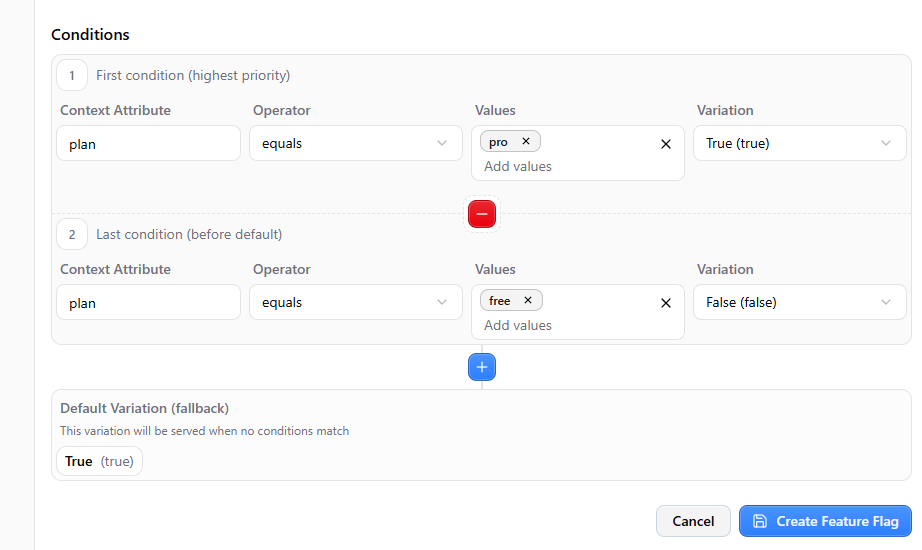 Conditions
1 First condition (highest priority)
Context Attribute Operator Values Variation
plan equals pro True (true)
Add values
2 Last condition (before default)
Context Attribute Operator Values Variation
plan equals free False (false)
Add values
Default Variation (fallback)
This variation will be served when no conditions match
True (true)
Cancel Create Feature Flag